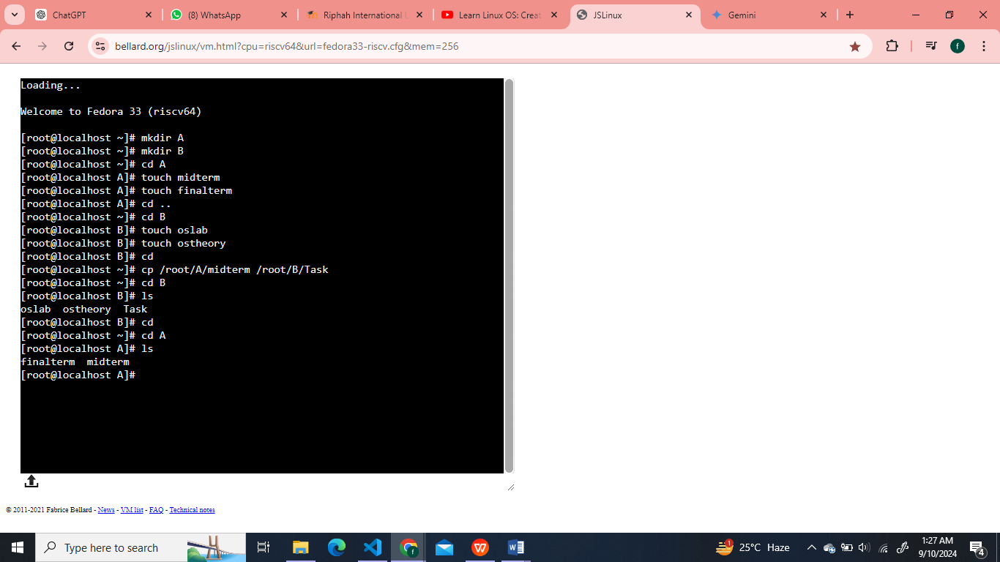 ChatGPT
(8) WhatsApp
Riphah International
Learn Linux OS: Creat
JSLinux
Gemini
bellard.org/jslinux/vm.html?cpu=riscv64&url=fedora33-riscv.cfg&mem=256
f
Loading...
Welcome to Fedora 33 (riscv64)
[root@localhost ~]# mkdir A
[root@localhost ~]# mkdir B
[root@localhost ~]# cd A
[root@localhost A]# touch midterm
[root@localhost A]# touch finalterm
[root@localhost A]# cd ..
[root@localhost ~]# cd B
[root@localhost B]# touch oslab
[root@localhost B]# touch ostheory
[root@localhost B]# cd
[root@localhost ~]# cp /root/A/midterm /root/B/Task
[root@localhost ~]# cd B
[root@localhost B]# ls
oslab  ostheory  Task
[root@localhost B]# cd
[root@localhost ~]# cd A
[root@localhost A]# ls
finalterm  midterm
[root@localhost A]#
© 2011-2021 Fabrice Bellard - News - VM list - FAQ - Technical notes
Type here to search
25°C Haze
1:27 AM
9/10/2024
4